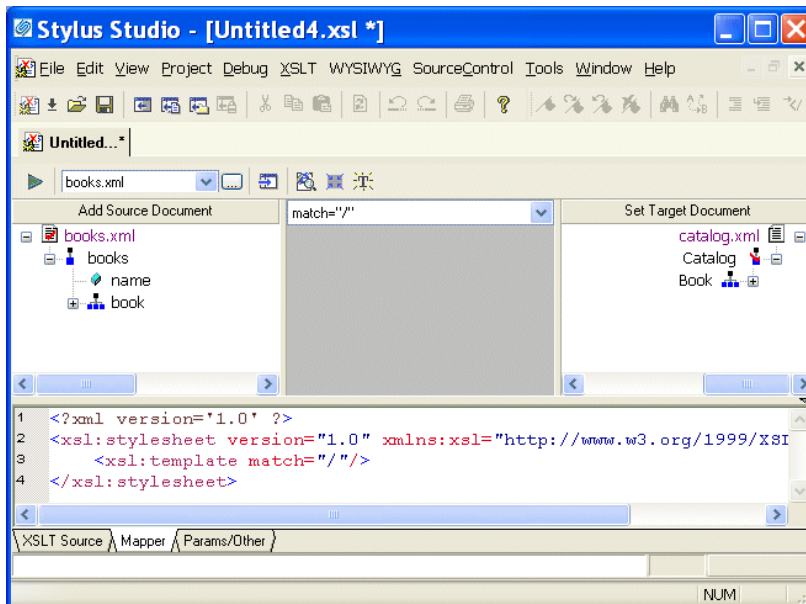 Stylus Studio - [Untitled4.xsl *]
File Edit View Project Debug XSLT WYSIWYG SourceControl Tools Window Help
Untitled...*
books.xml
Add Source Document
match="/"
Set Target Document
books.xml
catalog.xml
books
Catalog
name
Book
book
1 <?xml version='1.0' ?>
2 <xsl:stylesheet version="1.0" xmlns:xsl="http://www.w3.org/1999/XSI
3 <xsl:template match="/"/>
4 </xsl:stylesheet>
XSLT Source Mapper Params/Other
NUM